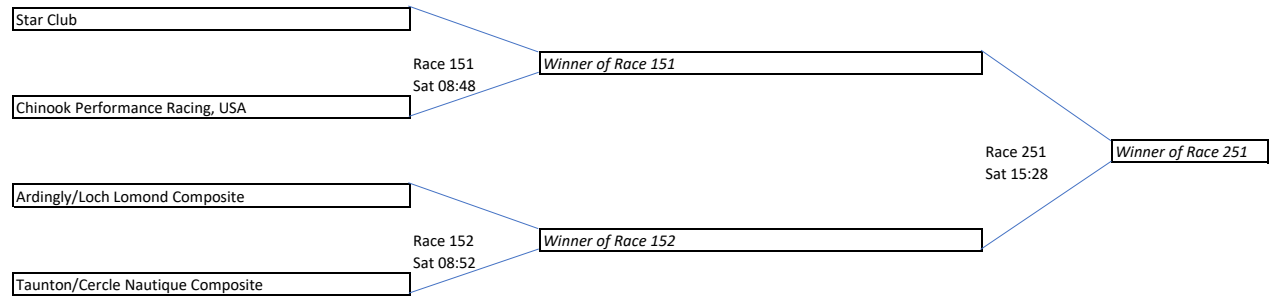 Star Club
Race 151
Sat 08:48
Winner of Race 151
Chinook Performance Racing, USA
Race 251
Sat 15:28
Winner of Race 251
Ardingly/Loch Lomond Composite
Race 152
Sat 08:52
Winner of Race 152
Taunton/Cercle Nautique Composite